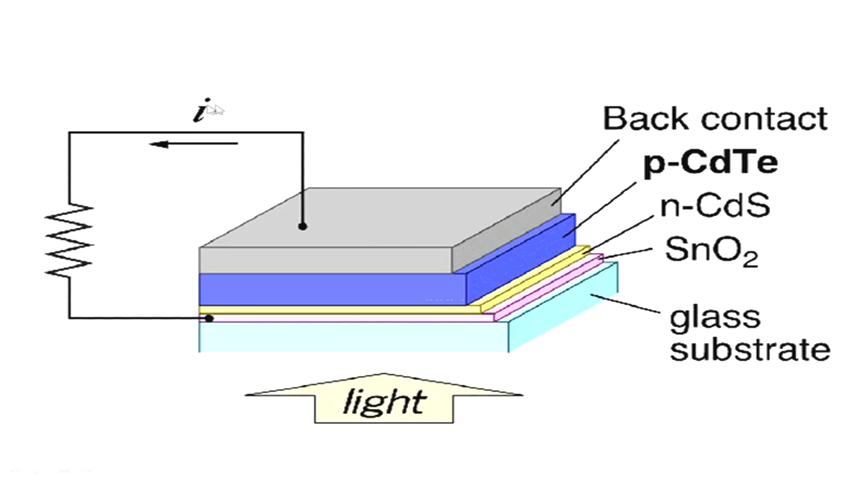 i
Back contact
p-CdTe
n-CdS
SnO₂
glass
substrate
light